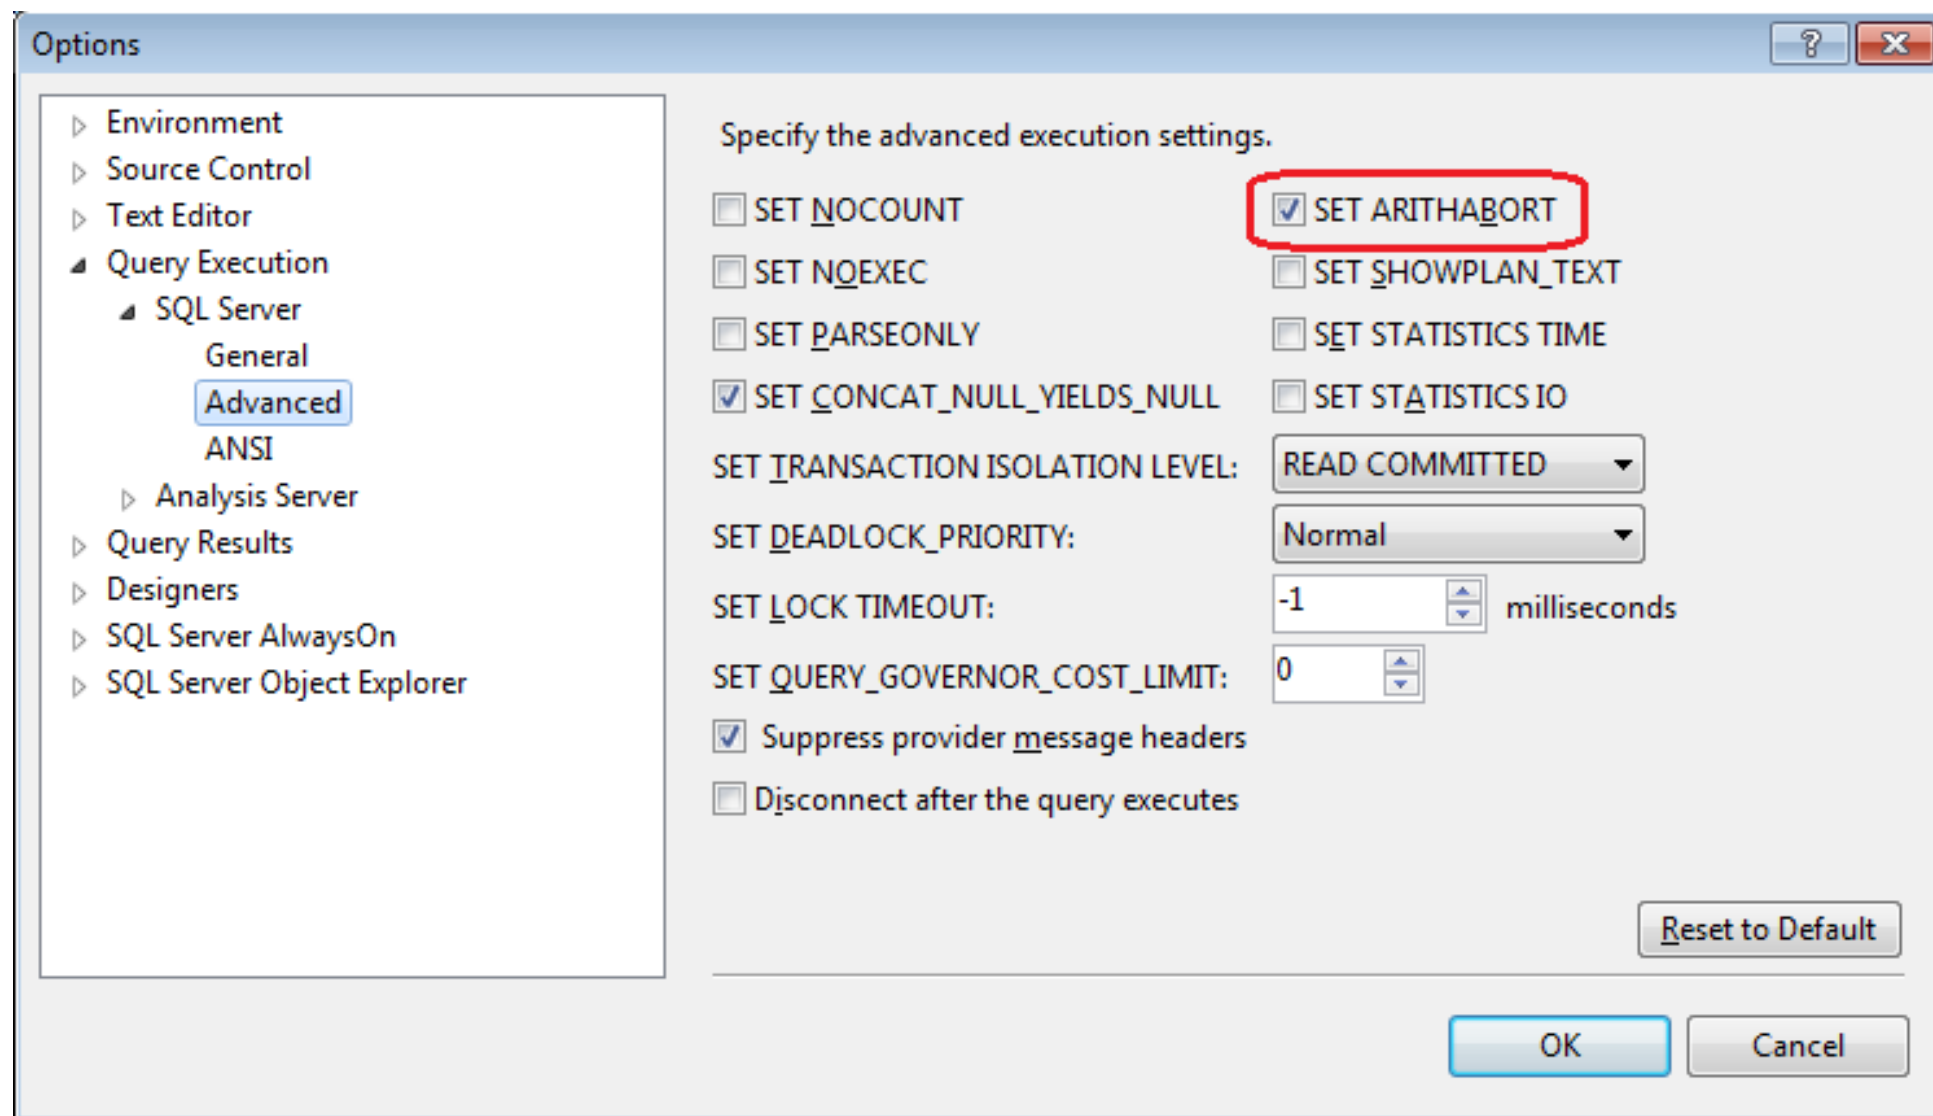 Options
Environment
Source Control
Text Editor
Query Execution
SQL Server
General
Advanced
ANSI
Analysis Server
Query Results
Designers
SQL Server AlwaysOn
SQL Server Object Explorer
Specify the advanced execution settings.
SET NOCOUNT
SET ARITHABORT
SET NOEXEC
SET SHOWPLAN_TEXT
SET PARSEONLY
SET STATISTICS TIME
SET CONCAT_NULL_YIELDS_NULL
SET STATISTICS IO
SET TRANSACTION ISOLATION LEVEL: READ COMMITTED
SET DEADLOCK_PRIORITY: Normal
SET LOCK TIMEOUT: -1 milliseconds
SET QUERY_GOVERNOR_COST_LIMIT: 0
Suppress provider message headers
Disconnect after the query executes
Reset to Default
OK
Cancel